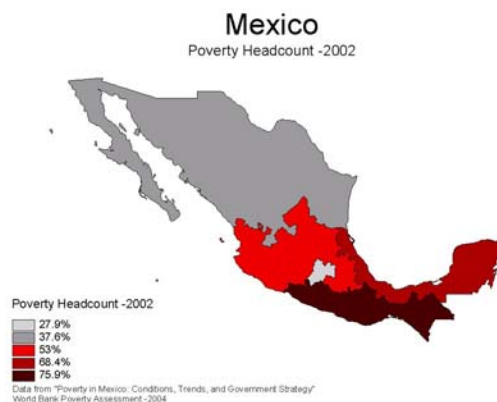 Mexico
Poverty Headcount -2002
Poverty Headcount -2002
27.9%
37.6%
53%
68.4%
75.9%
Data from "Poverty in Mexico: Conditions, Trends, and Government Strategy"
World Bank Poverty Assessment -2004